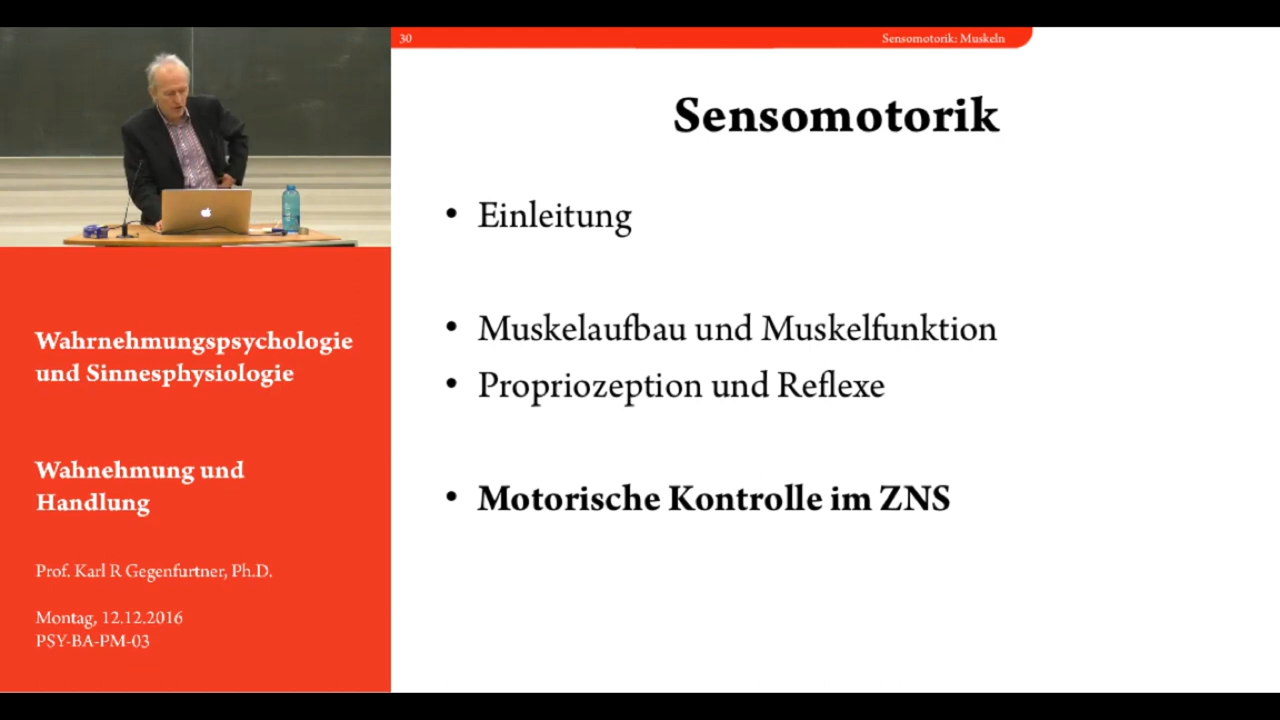 30
Sensomotorik: Muskeln
Sensomotorik
• Einleitung
• Muskelaufbau und Muskelfunktion
• Propriozeption und Reflexe
• Motorische Kontrolle im ZNS
Wahrnehmungspsychologie
und Sinnesphysiologie
Wahnehmung und
Handlung
Prof. Karl R Gegenfurtner, Ph.D.
Montag, 12.12.2016
PSY-BA-PM-03